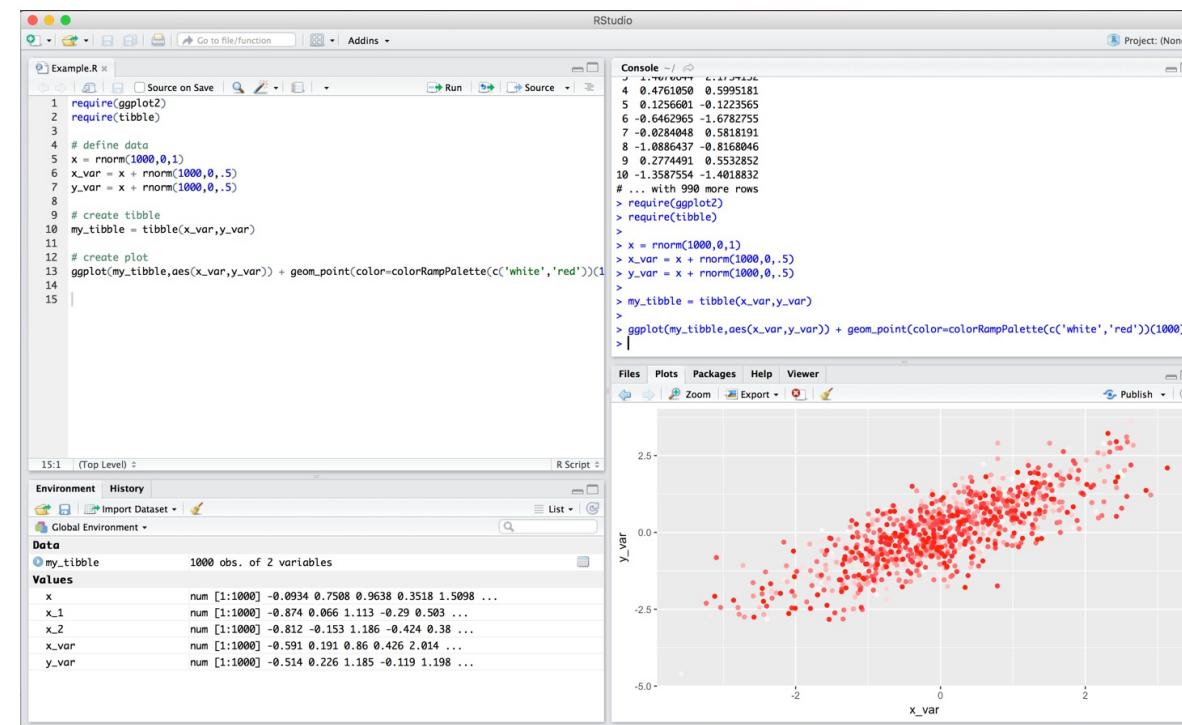 RStudio
Go to file/function
Addins
Project: (Non
Example.R
Source on Save
Run
Source
1 require(ggplot2)
2 require(tibble)
3
4 # define data
5 x = rnorm(1000,0,1)
6 x_var = x + rnorm(1000,0,.5)
7 y_var = x + rnorm(1000,0,.5)
8
9 # create tibble
10 my_tibble = tibble(x_var,y_var)
11
12 # create plot
13 ggplot(my_tibble,aes(x_var,y_var)) + geom_point(color=colorRampPalette(c('white','red'))(1
14
15
15:1 (Top Level) R Script
Environment History
Import Dataset List
Global Environment
Data
my_tibble 1000 obs. of 2 variables
Values
x num [1:1000] -0.0934 0.7508 0.9638 0.3518 1.5098 ...
x_1 num [1:1000] -0.874 0.066 1.113 -0.29 0.503 ...
x_2 num [1:1000] -0.812 -0.153 1.186 -0.424 0.38 ...
x_var num [1:1000] -0.591 0.191 0.86 0.426 2.014 ...
y_var num [1:1000] -0.514 0.226 1.185 -0.119 1.198 ...
Console ~/
4 0.4761050 0.5995181
5 0.1256601 -0.1223565
6 -0.6462965 -1.6782755
7 -0.0284048 0.5818191
8 -1.0886437 -0.8168046
9 0.2774491 0.5532852
10 -1.3587554 -1.4018832
# ... with 990 more rows
> require(ggplot2)
> require(tibble)
>
> x = rnorm(1000,0,1)
> x_var = x + rnorm(1000,0,.5)
> y_var = x + rnorm(1000,0,.5)
>
> my_tibble = tibble(x_var,y_var)
>
> ggplot(my_tibble,aes(x_var,y_var)) + geom_point(color=colorRampPalette(c('white','red'))(1000)
>
Files Plots Packages Help Viewer
Zoom Export Publish
2.5
0.0
-2.5
-5.0
y_var
-2 0 2
x_var